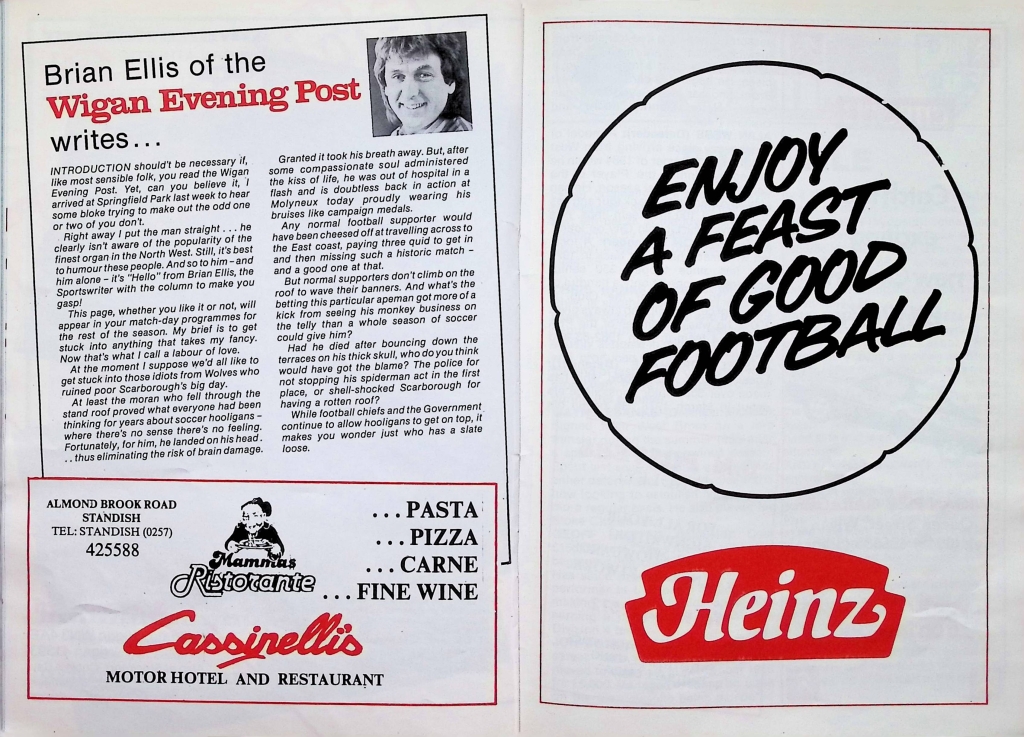 Brian Ellis of the
Wigan Evening Post
writes...
INTRODUCTION should't be necessary if,
like most sensible folk, you read the Wigan
Evening Post. Yet, can you believe it, I
arrived at Springfield Park last week to hear
some bloke trying to make out the odd one
or two of you don't.
Right away I put the man straight . . . he
clearly isn't aware of the popularity of the
finest organ in the North West. Still, it's best
to humour these people. And so to him – and
him alone – it's "Hello" from Brian Ellis, the
Sportswriter with the column to make you
gasp!
This page, whether you like it or not, will
appear in your match-day programmes for
the rest of the season. My brief is to get
stuck into anything that takes my fancy.
Now that's what I call a labour of love.
At the moment I suppose we'd all like to
get stuck into those idiots from Wolves who
ruined poor Scarborough's big day.
At least the moran who fell through the
stand roof proved what everyone had been
thinking for years about soccer hooligans –
where there's no sense there's no feeling.
Fortunately, for him, he landed on his head .
. . thus eliminating the risk of brain damage.
Granted it took his breath away. But, after
some compassionate soul administered
the kiss of life, he was out of hospital in a
flash and is doubtless back in action at
Molyneux today proudly wearing his
bruises like campaign medals.
Any normal football supporter would
have been cheesed off at travelling across to
the East coast, paying three quid to get in
and then missing such a historic match –
and a good one at that.
But normal supporters don't climb on the
roof to wave their banners. And what's the
betting this particular apeman got more of a
kick from seeing his monkey business on
the telly than a whole season of soccer
could give him?
Had he died after bouncing down the
terraces on his thick skull, who do you think
would have got the blame? The police for
not stopping his spiderman act in the first
place, or shell-shocked Scarborough for
having a rotten roof?
While football chiefs and the Government
continue to allow hooligans to get on top, it
makes you wonder just who has a slate
loose.
ALMOND BROOK ROAD
STANDISH
TEL: STANDISH (0257)
425588
Mammas
Ristorante
. . . PASTA
. . . PIZZA
. . . CARNE
. . . FINE WINE
Cassinelli's
MOTOR HOTEL AND RESTAURANT
ENJOY
A FEAST
OF GOOD
FOOTBALL
Heinz